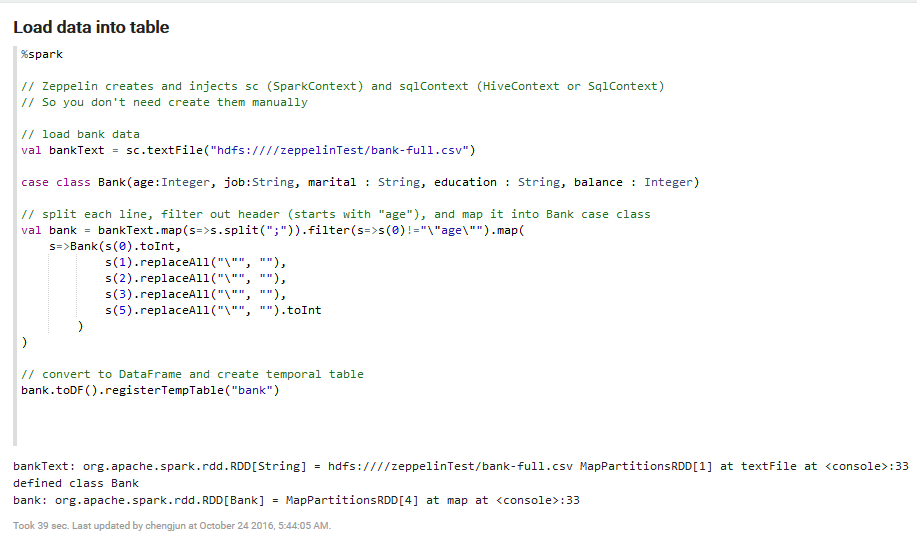 Load data into table
%spark
// Zeppelin creates and injects sc (SparkContext) and sqlContext (HiveContext or SqlContext)
// So you don't need create them manually
// load bank data
val bankText = sc.textFile("hdfs:////zeppelinTest/bank-full.csv")
case class Bank(age:Integer, job:String, marital : String, education : String, balance : Integer)
// split each line, filter out header (starts with "age"), and map it into Bank case class
val bank = bankText.map(s=>s.split(";")).filter(s=>s(0)!="\"age\"").map(
    s=>Bank(s(0).toInt,
            s(1).replaceAll("\"", ""),
            s(2).replaceAll("\"", ""),
            s(3).replaceAll("\"", ""),
            s(5).replaceAll("\"", "").toInt
        )
)
// convert to DataFrame and create temporal table
bank.toDF().registerTempTable("bank")
bankText: org.apache.spark.rdd.RDD[String] = hdfs:////zeppelinTest/bank-full.csv MapPartitionsRDD[1] at textFile at <console>:33
defined class Bank
bank: org.apache.spark.rdd.RDD[Bank] = MapPartitionsRDD[4] at map at <console>:33
Took 39 sec. Last updated by chengjun at October 24 2016, 5:44:05 AM.